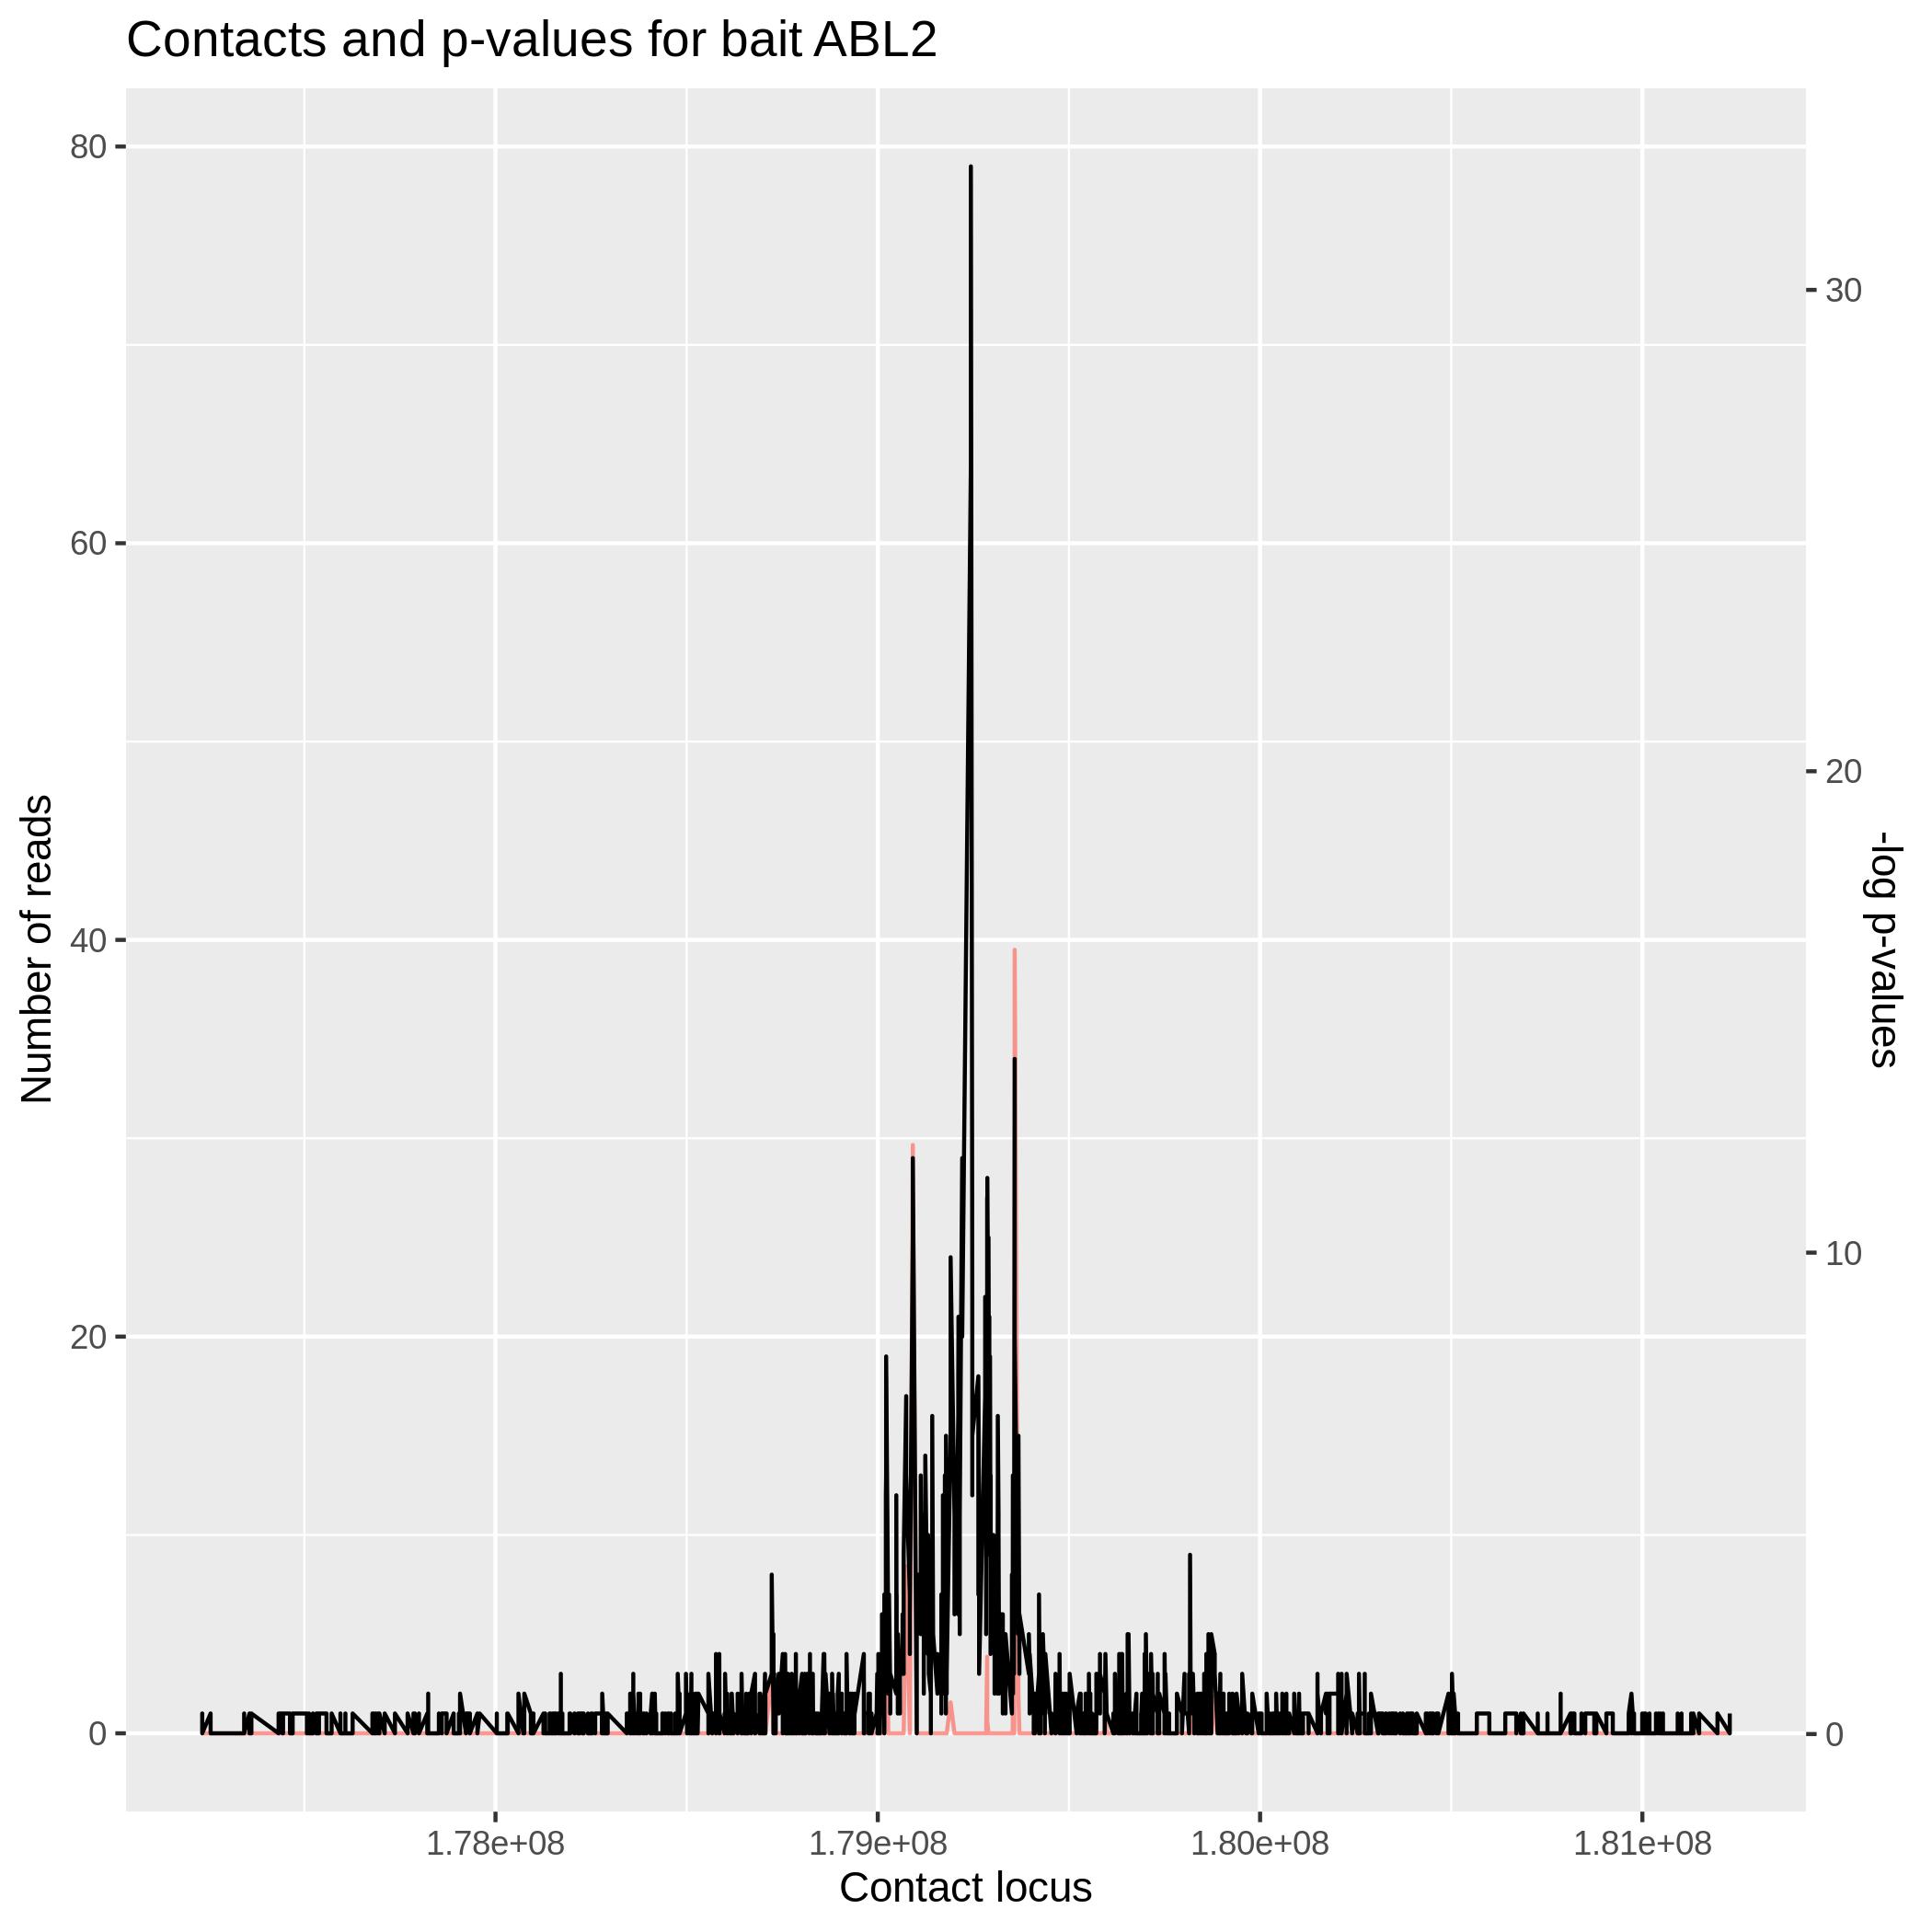 Contacts and p-values for bait ABL2
80
60
40
20
0
30
20
10
0
Number of reads
-log p-values
1.78e+08
1.79e+08
1.80e+08
1.81e+08
Contact locus